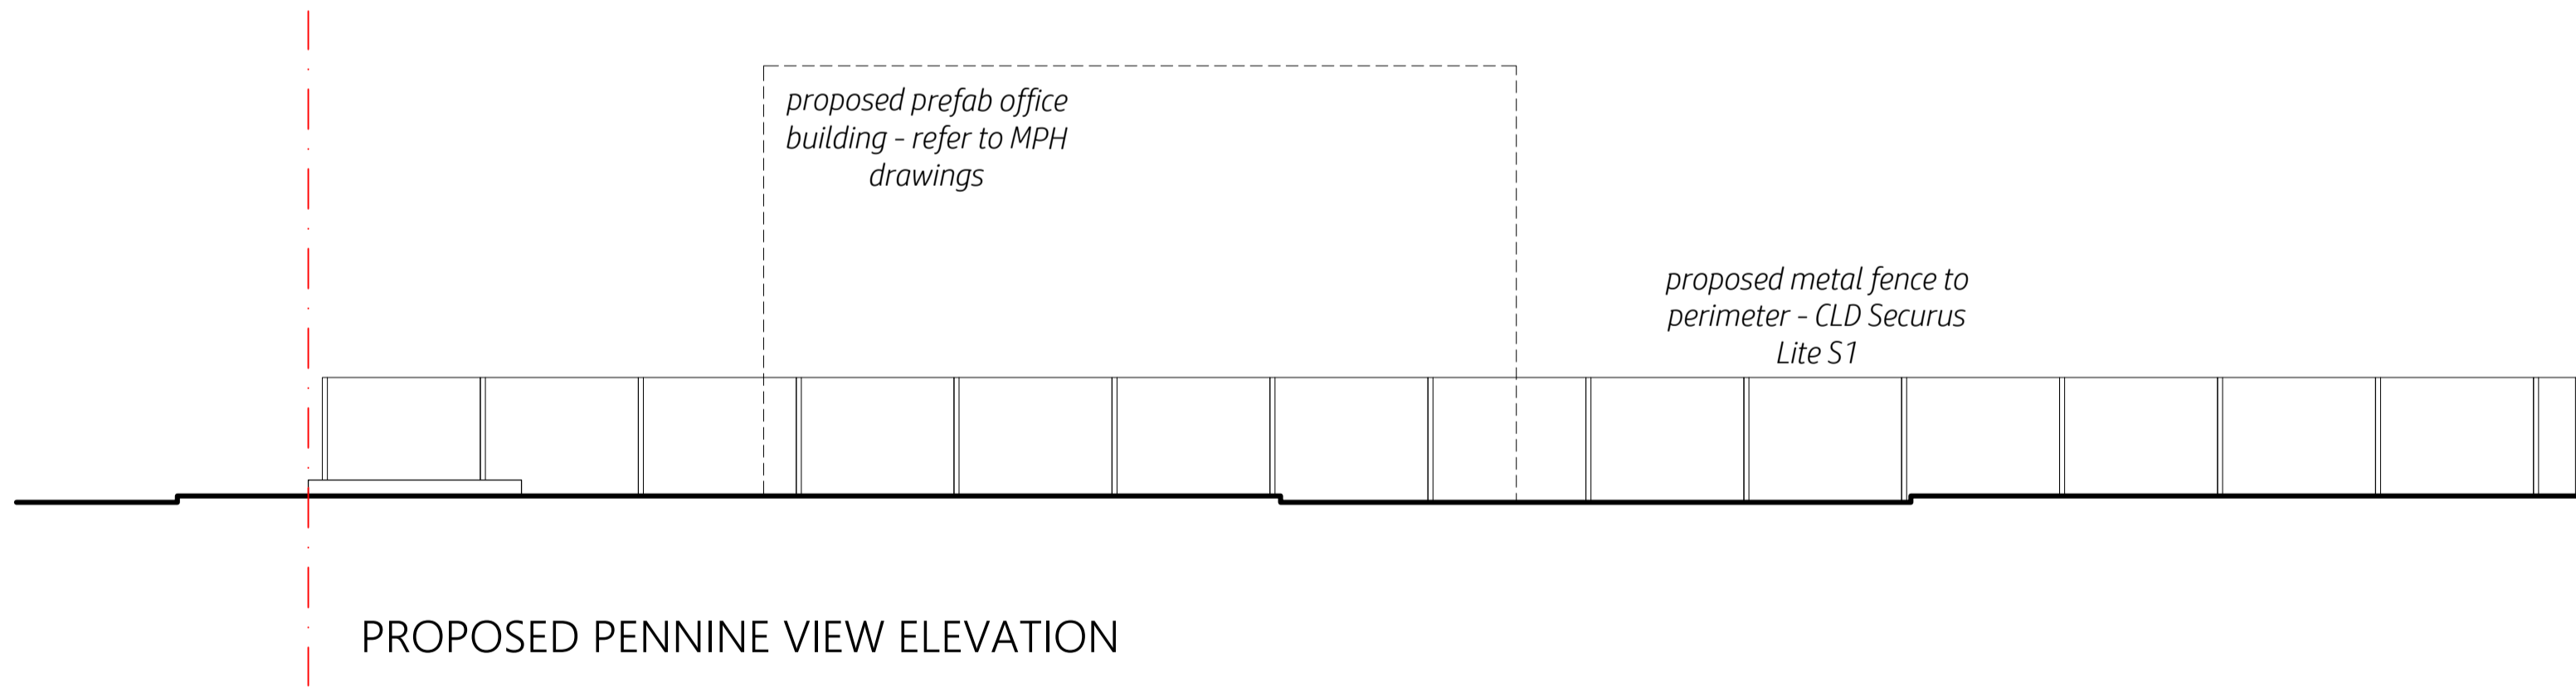 proposed prefab office
building - refer to MPH
drawings
proposed metal fence to
perimeter - CLD Securus
Lite S1
PROPOSED PENNINE VIEW ELEVATION